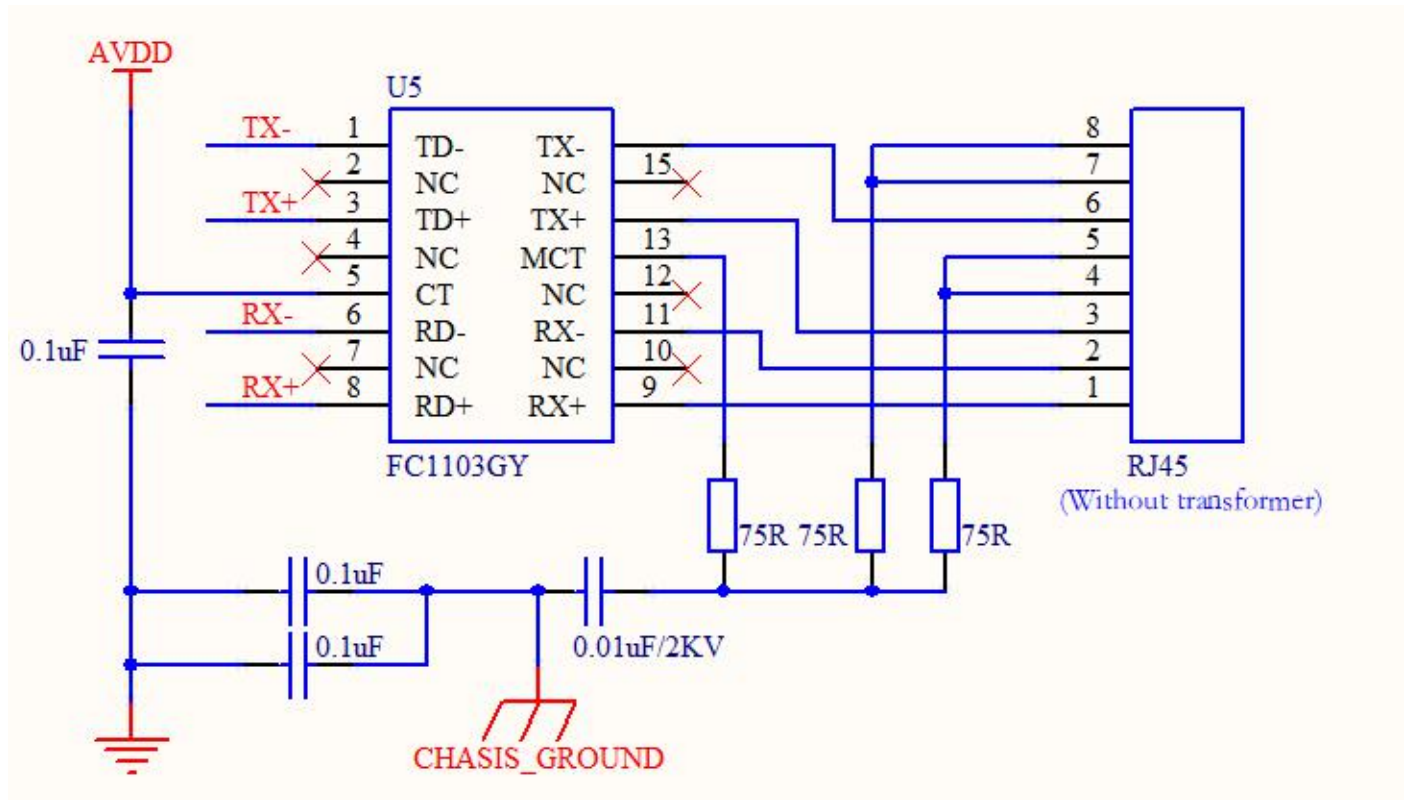 AVDD
U5
TX- 1 TD- TX- 8
2 NC NC 15 7
TX+ 3 TD+ TX+ 6
4 NC MCT 13 5
5 CT NC 12 4
RX- 6 RD- RX- 11 3
0.1uF 7 NC NC 10 2
RX+ 8 RD+ RX+ 9 1
FC1103GY RJ45
(Without transformer)
75R 75R 75R
0.1uF
0.1uF 0.01uF/2KV
CHASIS_GROUND